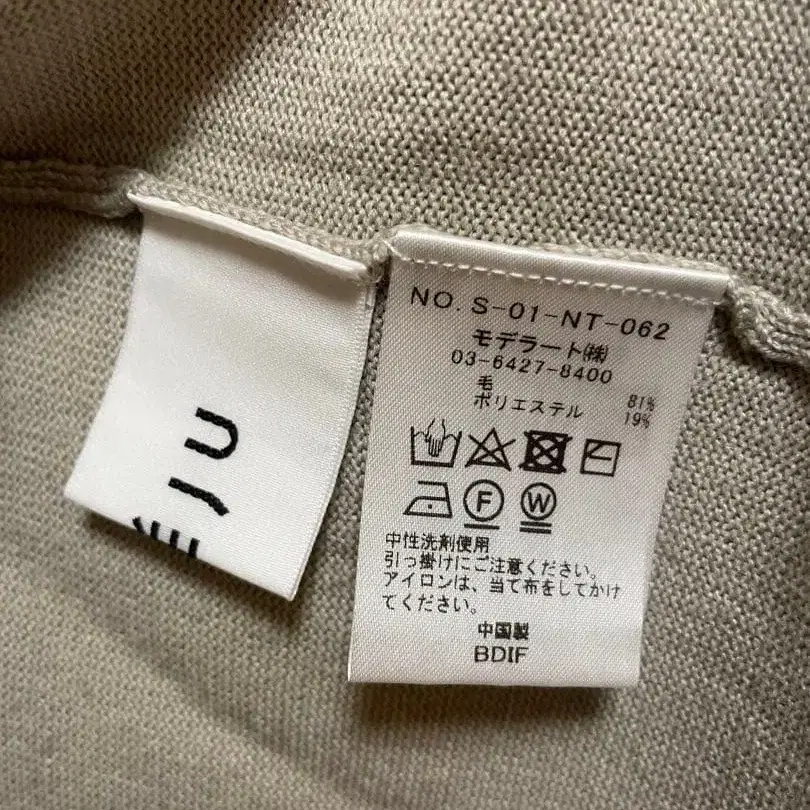 NO. S-01-NT-062
モデラート㈱
03-6427-8400
毛 81%
ポリエステル 19%
F W
中性洗剤使用
引っ掛けにご注意ください。
アイロンは、当て布をしてかけ
てください。
中国製
BDIF